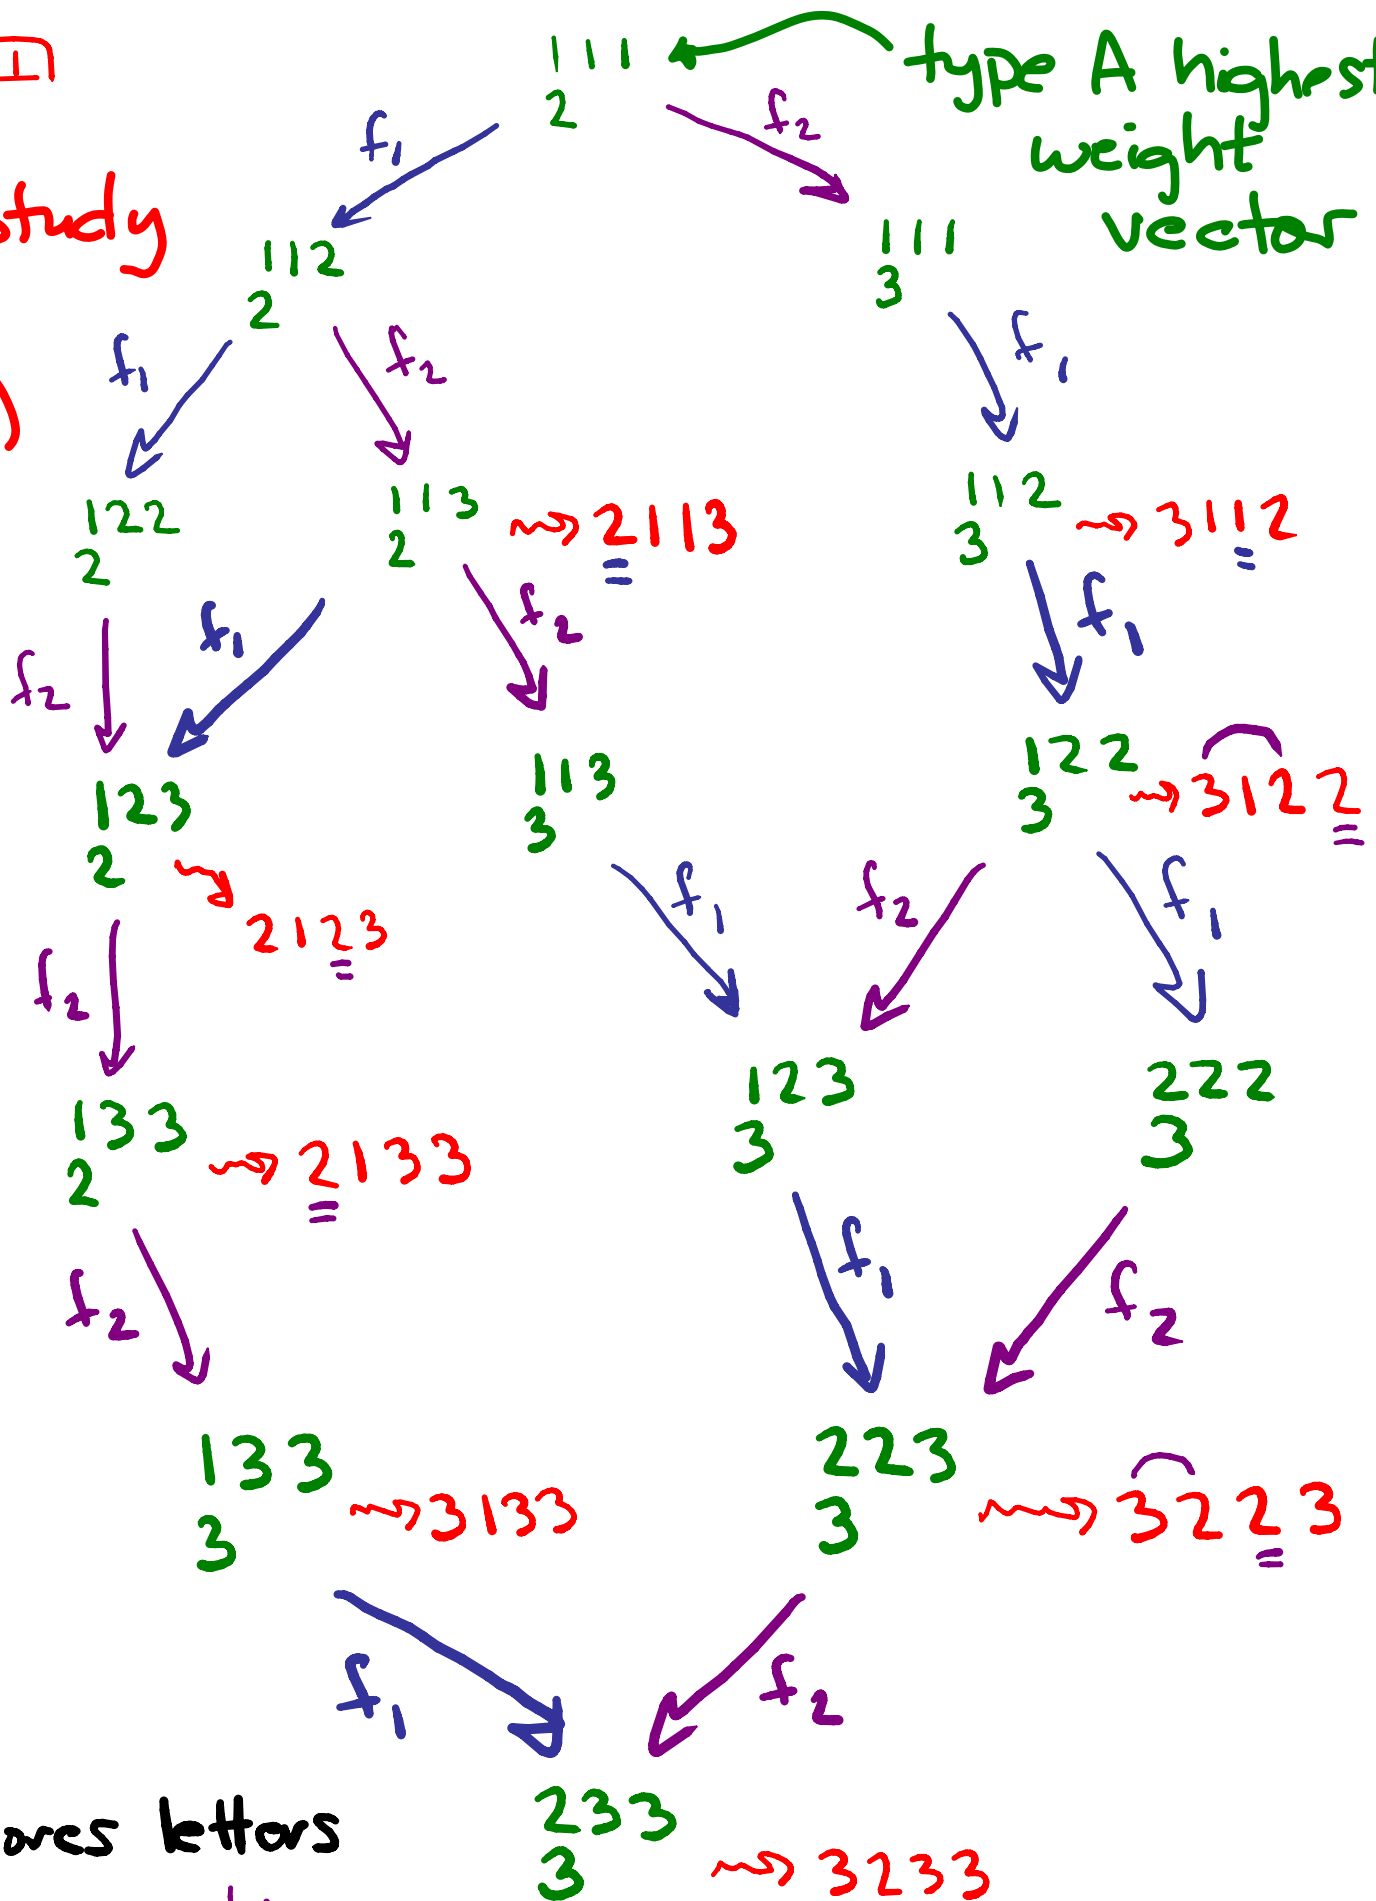 I
111 type A highest
2 weight
f1 f2 vector
study
112 111
2 3
f1 f2 f1
)
122 113 2113 112 3112
2 2 3
f2 f1 f2 f1
123 113 122 3122
2 3 3
2123
f2 f1 f2 f1
133 2133 123 222
2 3 3
f2 f1 f2
133 3133 223 3223
3 3
f1 f2
233
ores lettors
3 3233